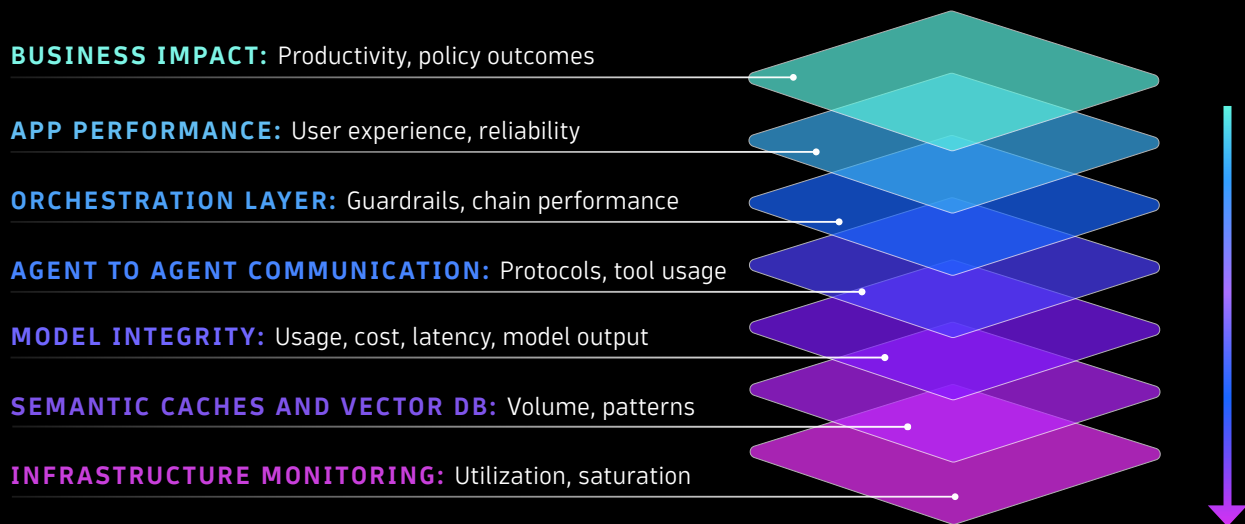 BUSINESS IMPACT: Productivity, policy outcomes
APP PERFORMANCE: User experience, reliability
ORCHESTRATION LAYER: Guardrails, chain performance
AGENT TO AGENT COMMUNICATION: Protocols, tool usage
MODEL INTEGRITY: Usage, cost, latency, model output
SEMANTIC CACHES AND VECTOR DB: Volume, patterns
INFRASTRUCTURE MONITORING: Utilization, saturation